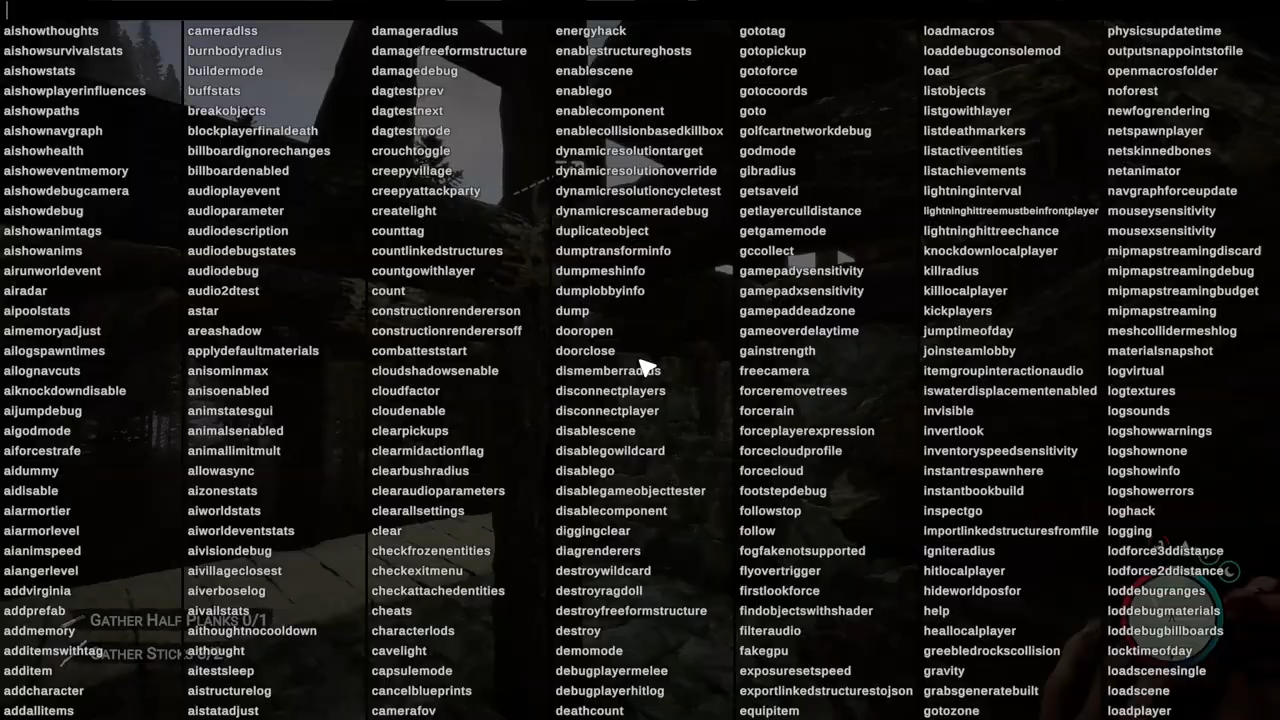 aishowthoughts
aishowsurvivalstats
aishowstats
aishowplayerinfluences
aishowpaths
aishownavgraph
aishowhealth
aishoweventmemory
aishowdebugcamera
aishowdebug
aishowanimtags
aishowanims
airunworldevent
airadar
aipoolstats
aimemoryadjust
ailogspawntimes
ailognavcuts
aiknockdowndisable
aijumpdebug
aigodmode
aiforcestrafe
aidummy
aidisable
aiarmortier
aiarmorlevel
aianimspeed
aiangerlevel
addvirginia
addprefab
addmemory
additemswithtag
additem
addcharacter
addallitems
cameradlss
burnbodyradius
buildermode
buffstats
breakobjects
blockplayerfinaldeath
billboardignorechanges
billboardenabled
audioplayevent
audioparameter
audiodescription
audiodebugstates
audiodebug
audio2dtest
astar
areashadow
applydefaultmaterials
anisominmax
anisoenabled
animstatesgui
animalsenabled
animallimitmult
allowasync
aizonestats
aiworldstats
aiworldeventstats
aivisiondebug
aivillageclosest
aiverboselog
aivailstats
aithoughtnocooldown
aithought
aitestsleep
aistructurelog
aistatadjust
damageradius
damagefreeformstructure
damagedebug
dagtestprev
dagtestnext
dagtestmode
crouchtoggle
creepyvillage
creepyattackparty
createlight
counttag
countlinkedstructures
countgowithlayer
count
constructionrendererson
constructionrenderersoff
combatteststart
cloudshadowsenable
cloudfactor
cloudenable
clearpickups
clearmidactionflag
clearbushradius
clearaudioparameters
clearallsettings
clear
checkfrozenentities
checkexitmenu
checkattachedentities
cheats
characterlods
cavelight
capsulemode
cancelblueprints
camerafov
energyhack
enablestructureghosts
enablescene
enablego
enablecomponent
enablecollisionbasedkillbox
dynamicresolutiontarget
dynamicresolutionoverride
dynamicresolutioncycletest
dynamicrescameradebug
duplicateobject
dumptransforminfo
dumpmeshinfo
dumplobbyinfo
dump
dooropen
doorclose
dismemberradius
disconnectplayers
disconnectplayer
disablescene
disablegowildcard
disablego
disablegameobjecttester
disablecomponent
diggingclear
diagrenderers
destroywildcard
destroyragdoll
destroyfreeformstructure
destroy
demomode
debugplayermelee
debugplayerhitlog
deathcount
gototag
gotopickup
gotoforce
gotocoords
goto
golfcartnetworkdebug
godmode
glbradius
getsaveid
getlayerculldistance
getgamemode
gccollect
gamepadysensitivity
gamepadxsensitivity
gamepaddeadzone
gameoverdelaytime
gainstrength
freecamera
forceremovetrees
forcerain
forceplayerexpression
forcecloudprofile
forcecloud
footstepdebug
followstop
follow
fogfakenotsupported
flyovertrigger
firstlookforce
findobjectswithshader
filteraudio
fakegpu
exposuresetspeed
exportlinkedstructurestojson
equipitem
loadmacros
loaddebugconsolemod
load
listobjects
listgowithlayer
listdeathmarkers
listactiveentities
listachievements
lightninginterval
lightninghittreemustbeinfrontplayer
lightninghittreechance
knockdownlocalplayer
killradius
killlocalplayer
kickplayers
jumptimeofday
joinsteamlobby
itemgroupinteractionaudio
iswaterdisplacementenabled
invisible
invertlook
inventoryspeedsensitivity
instantrespawnhere
instantbookbuild
inspectgo
importlinkedstructuresfromfile
igniteradius
hitlocalplayer
hideworldposfor
help
heallocalplayer
greebledrockscollision
gravity
grabsgeneratebuilt
gotozone
physicsupdatetime
outputsnappointstofile
openmacrosfolder
noforest
newfogrendering
netspawnplayer
netskinnedbones
netanimator
navgraphforceupdate
mouseysensitivity
mousexsensitivity
mipmapstreamingdiscard
mipmapstreamingdebug
mipmapstreamingbudget
mipmapstreaming
meshcollidermeshlog
materialsnapshot
logvirtual
logtextures
logsounds
logshowwarnings
logshownone
logshowinfo
logshowerrors
loghack
logging
lodforce3ddistance
lodforce2ddistance
loddebugranges
loddebugmaterials
loddebugbillboards
locktimeofday
loadscenesingle
loadscene
loadplayer
GATHER HALF PLANKS 0/1
GATHER STICKS 0/2